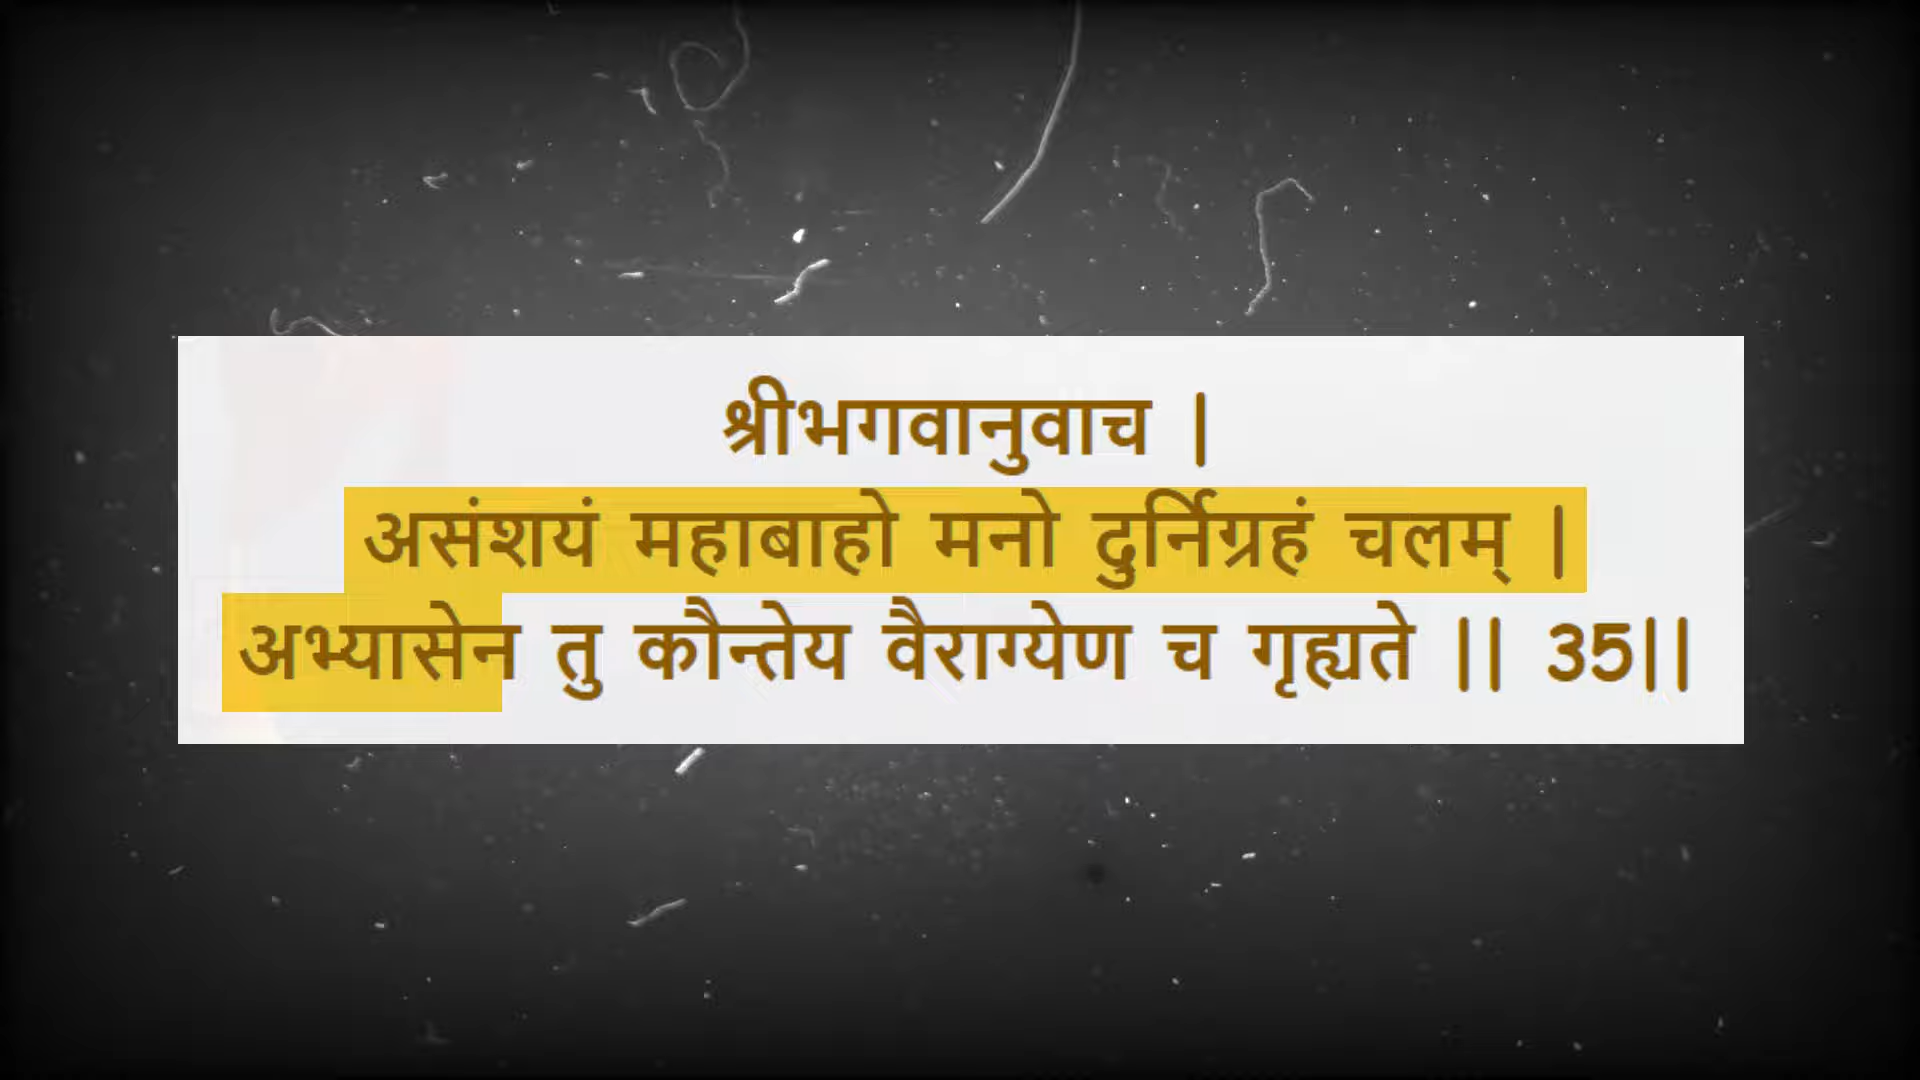 श्रीभगवानुवाच |
असंशयं महाबाहो मनो दुर्निग्रहं चलम् |
अभ्यासेन तु कौन्तेय वैराग्येण च गृह्यते || 35||